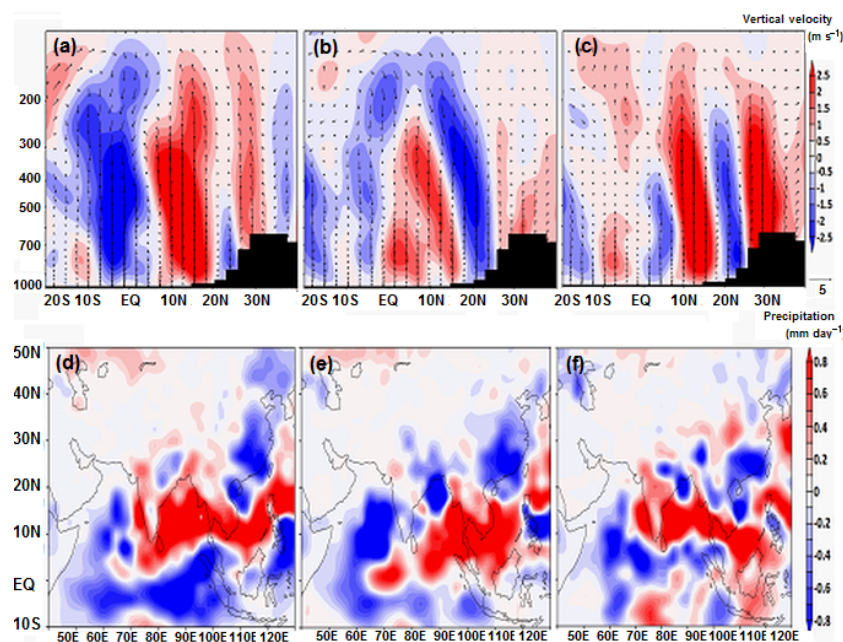 Vertical velocity
(m s⁻¹)
(a) (b) (c)
2.5
2
1.5
1
0.5
0
-0.5
-1
-1.5
-2
-2.5
200
300
400
500
700
1000
20S 10S EQ 10N 20N 30N
20S 10S EQ 10N 20N 30N
20S 10S EQ 10N 20N 30N
5
Precipitation
(mm day⁻¹)
(d) (e) (f)
50N
40N
30N
20N
10N
EQ
10S
0.8
0.6
0.4
0.2
0
-0.2
-0.4
-0.6
-0.8
50E 60E 70E 80E 90E 100E 110E 120E
50E 60E 70E 80E 90E 100E 110E 120E
50E 60E 70E 80E 90E 100E 110E 120E